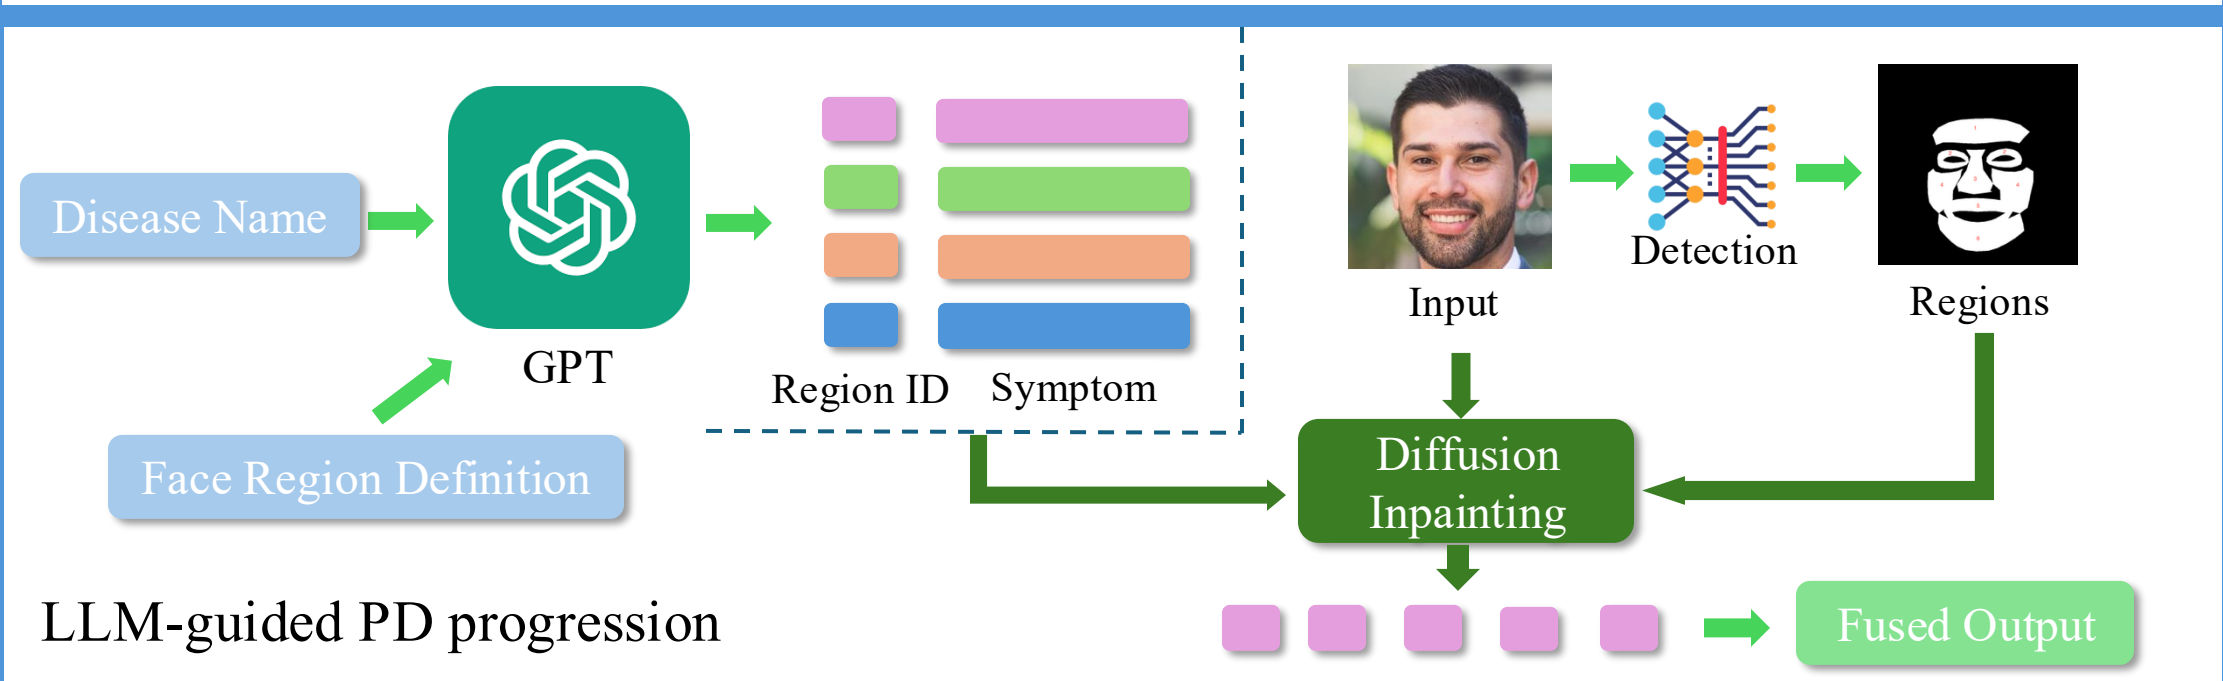 Disease Name
GPT
Face Region Definition
Region ID
Symptom
Input
Detection
Regions
Diffusion
Inpainting
LLM-guided PD progression
Fused Output